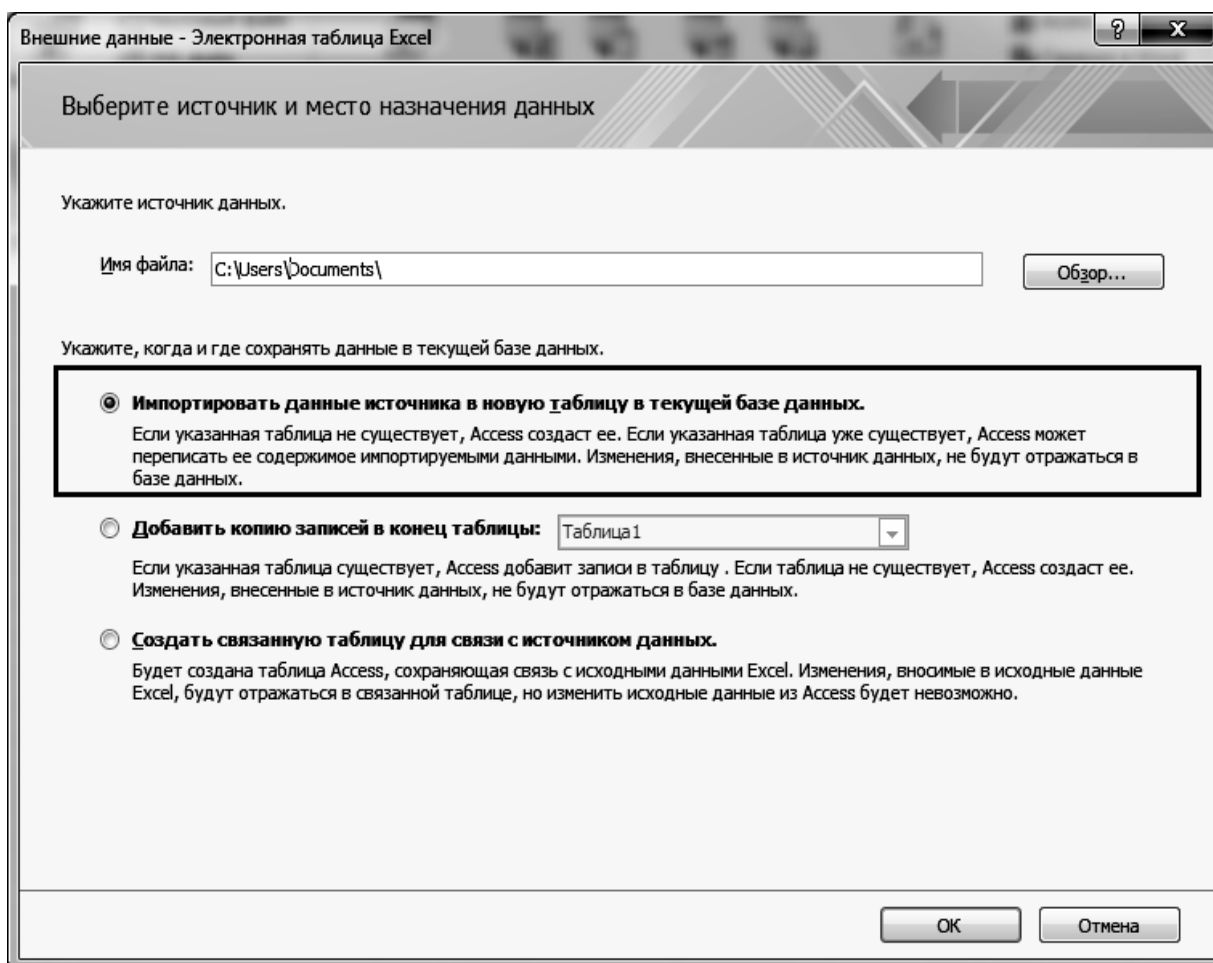 Внешние данные - Электронная таблица Excel
Выберите источник и место назначения данных
Укажите источник данных.
Имя файла: C:\Users\Documents\ Обзор...
Укажите, когда и где сохранять данные в текущей базе данных.
Импортировать данные источника в новую таблицу в текущей базе данных.
Если указанная таблица не существует, Access создаст ее. Если указанная таблица уже существует, Access может
переписать ее содержимое импортируемыми данными. Изменения, внесенные в источник данных, не будут отражаться в
базе данных.
Добавить копию записей в конец таблицы: Таблица1
Если указанная таблица существует, Access добавит записи в таблицу . Если таблица не существует, Access создаст ее.
Изменения, внесенные в источник данных, не будут отражаться в базе данных.
Создать связанную таблицу для связи с источником данных.
Будет создана таблица Access, сохраняющая связь с исходными данными Excel. Изменения, вносимые в исходные данные
Excel, будут отражаться в связанной таблице, но изменить исходные данные из Access будет невозможно.
ОК Отмена